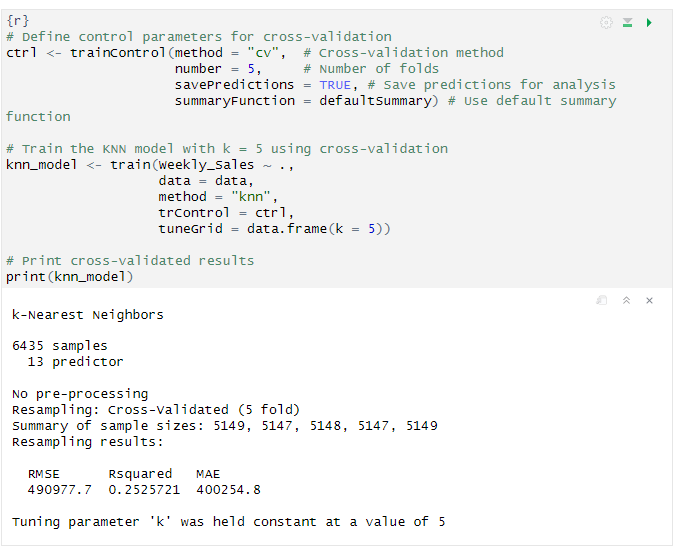 {r}
# Define control parameters for cross-validation
ctrl <- trainControl(method = "cv",  # Cross-validation method
                     number = 5,     # Number of folds
                     savePredictions = TRUE, # Save predictions for analysis
                     summaryFunction = defaultSummary) # Use default summary
function
# Train the KNN model with k = 5 using cross-validation
knn_model <- train(Weekly_Sales ~ .,
                   data = data,
                   method = "knn",
                   trControl = ctrl,
                   tuneGrid = data.frame(k = 5))
# Print cross-validated results
print(knn_model)
k-Nearest Neighbors
6435 samples
  13 predictor
No pre-processing
Resampling: Cross-Validated (5 fold)
Summary of sample sizes: 5149, 5147, 5148, 5147, 5149
Resampling results:
  RMSE      Rsquared   MAE
  490977.7  0.2525721  400254.8
Tuning parameter 'k' was held constant at a value of 5